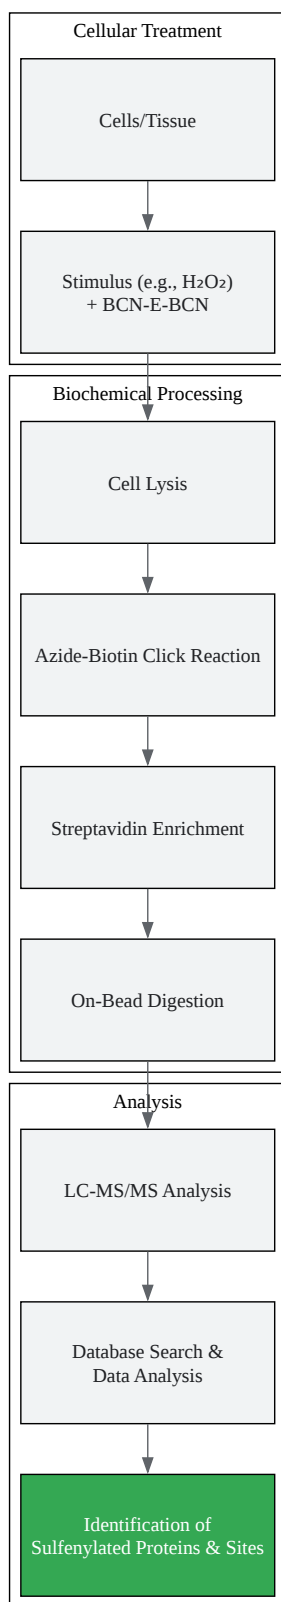 Cellular Treatment
Cells/Tissue
Stimulus (e.g., H₂O₂)
+ BCN-E-BCN
Biochemical Processing
Cell Lysis
Azide-Biotin Click Reaction
Streptavidin Enrichment
On-Bead Digestion
Analysis
LC-MS/MS Analysis
Database Search &
Data Analysis
Identification of
Sulfenylated Proteins & Sites